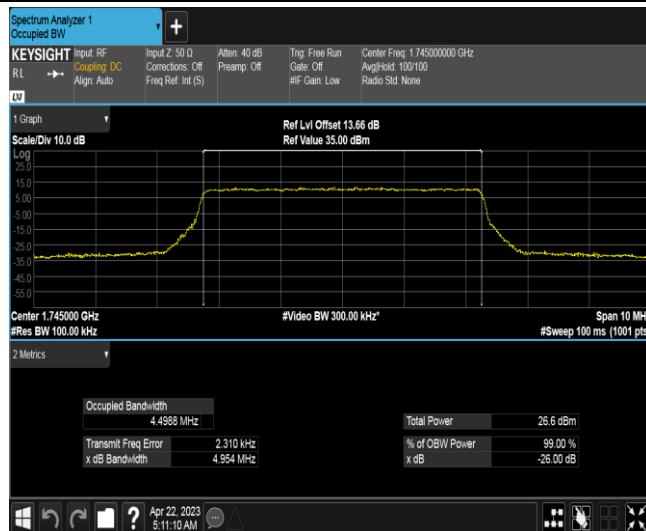 Spectrum Analyzer 1
Occupied BW
+
KEYSIGHT
RL
LXI
Input: RF
Coupling: DC
Align: Auto
Input Z: 50 Ω
Corrections: Off
Freq Ref: Int (S)
Atten: 40 dB
Preamp: Off
Trig: Free Run
Gate: Off
#IF Gain: Low
Center Freq: 1.745000000 GHz
Avg|Hold: 100/100
Radio Std: None
1 Graph
Scale/Div 10.0 dB
Ref Lvl Offset 13.66 dB
Ref Value 35.00 dBm
Log
25.0
15.0
5.00
-5.00
-15.0
-25.0
-35.0
-45.0
-55.0
Center 1.745000 GHz
#Res BW 100.00 kHz
#Video BW 300.00 kHz*
Span 10 MH
#Sweep 100 ms (1001 pts
2 Metrics
Occupied Bandwidth
4.4988 MHz
Transmit Freq Error 2.310 kHz
x dB Bandwidth 4.954 MHz
Total Power 26.6 dBm
% of OBW Power 99.00 %
x dB -26.00 dB
?
Apr 22, 2023
5:11:10 AM